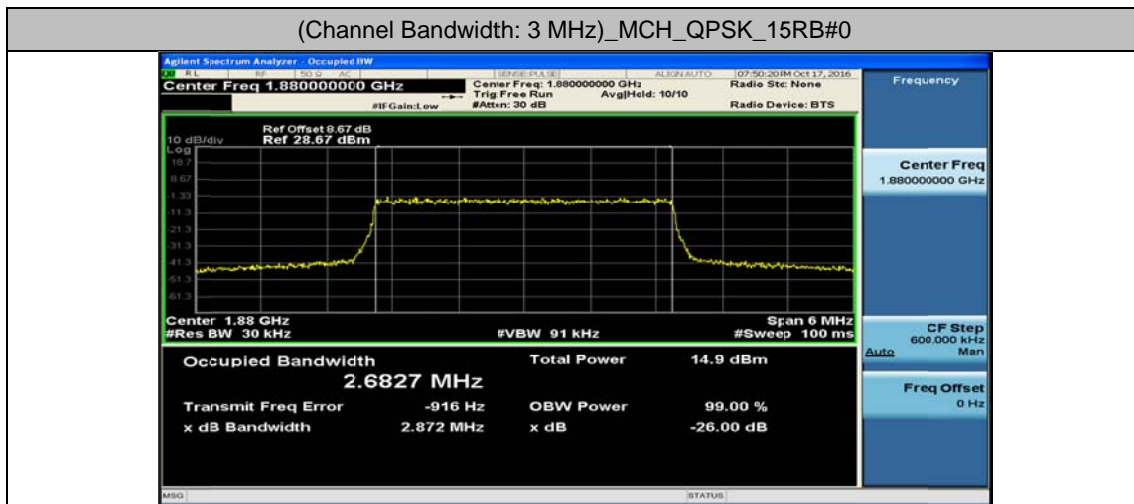 (Channel Bandwidth: 3 MHz)_MCH_QPSK_15RB#0
Agilent Spectrum Analyzer - Occupied BW
RL RF 50 Ω AC SENSE:PULSE ALIGN AUTO 07:50:20 PM Oct 17, 2016
Center Freq 1.880000000 GHz
Center Freq: 1.880000000 GHz
Radio Std: None
Trig: Free Run Avg|Hold: 10/10
#IFGain:Low #Atten: 30 dB Radio Device: BTS
Ref Offset 8.67 dB
10 dB/div Ref 28.67 dBm
Log
18.7
8.67
-1.33
-11.3
-21.3
-31.3
-41.3
-51.3
-61.3
Center 1.88 GHz Span 6 MHz
#Res BW 30 kHz #VBW 91 kHz #Sweep 100 ms
Occupied Bandwidth Total Power 14.9 dBm
2.6827 MHz
Transmit Freq Error -916 Hz OBW Power 99.00 %
x dB Bandwidth 2.872 MHz x dB -26.00 dB
MSG STATUS
Frequency
Center Freq
1.880000000 GHz
CF Step
600.000 kHz
Auto Man
Freq Offset
0 Hz